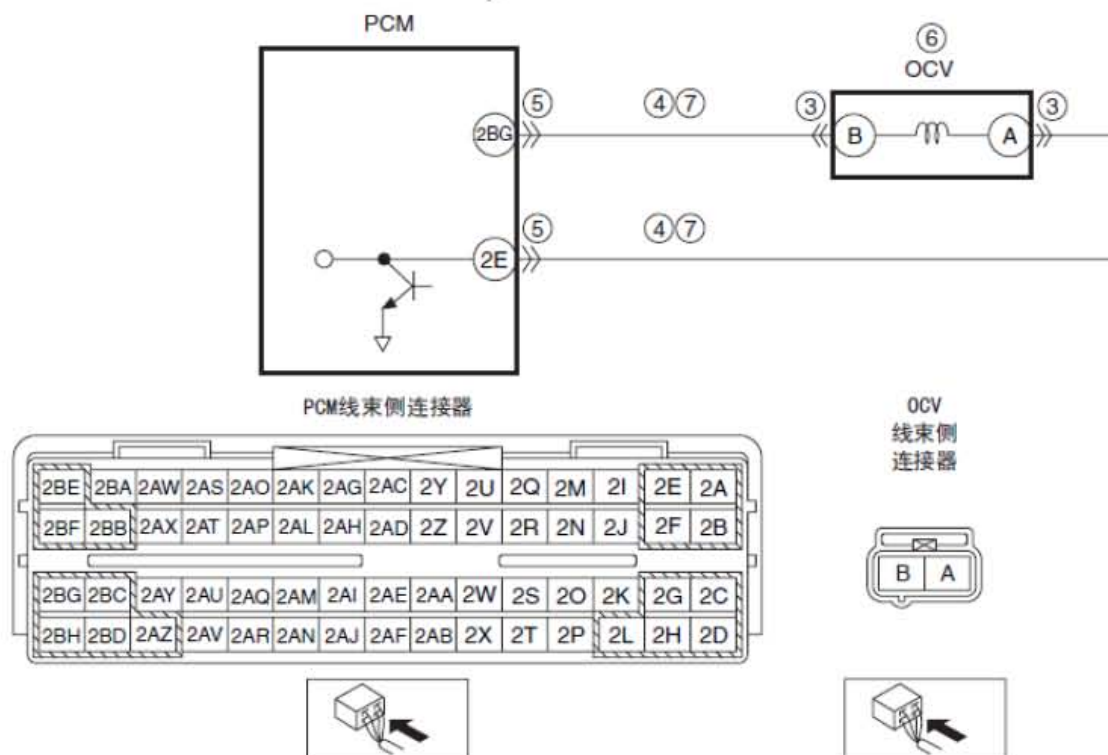 PCM
⑥
OCV
2BG
⑤
④⑦
③
B
A
③
2E
⑤
④⑦
PCM线束侧连接器
OCV
线束侧
连接器
2BE 2BA 2AW 2AS 2AO 2AK 2AG 2AC 2Y 2U 2Q 2M 2I 2E 2A
2BF 2BB 2AX 2AT 2AP 2AL 2AH 2AD 2Z 2V 2R 2N 2J 2F 2B
2BG 2BC 2AY 2AU 2AQ 2AM 2AI 2AE 2AA 2W 2S 2O 2K 2G 2C
2BH 2BD 2AZ 2AV 2AR 2AN 2AJ 2AF 2AB 2X 2T 2P 2L 2H 2D
B A